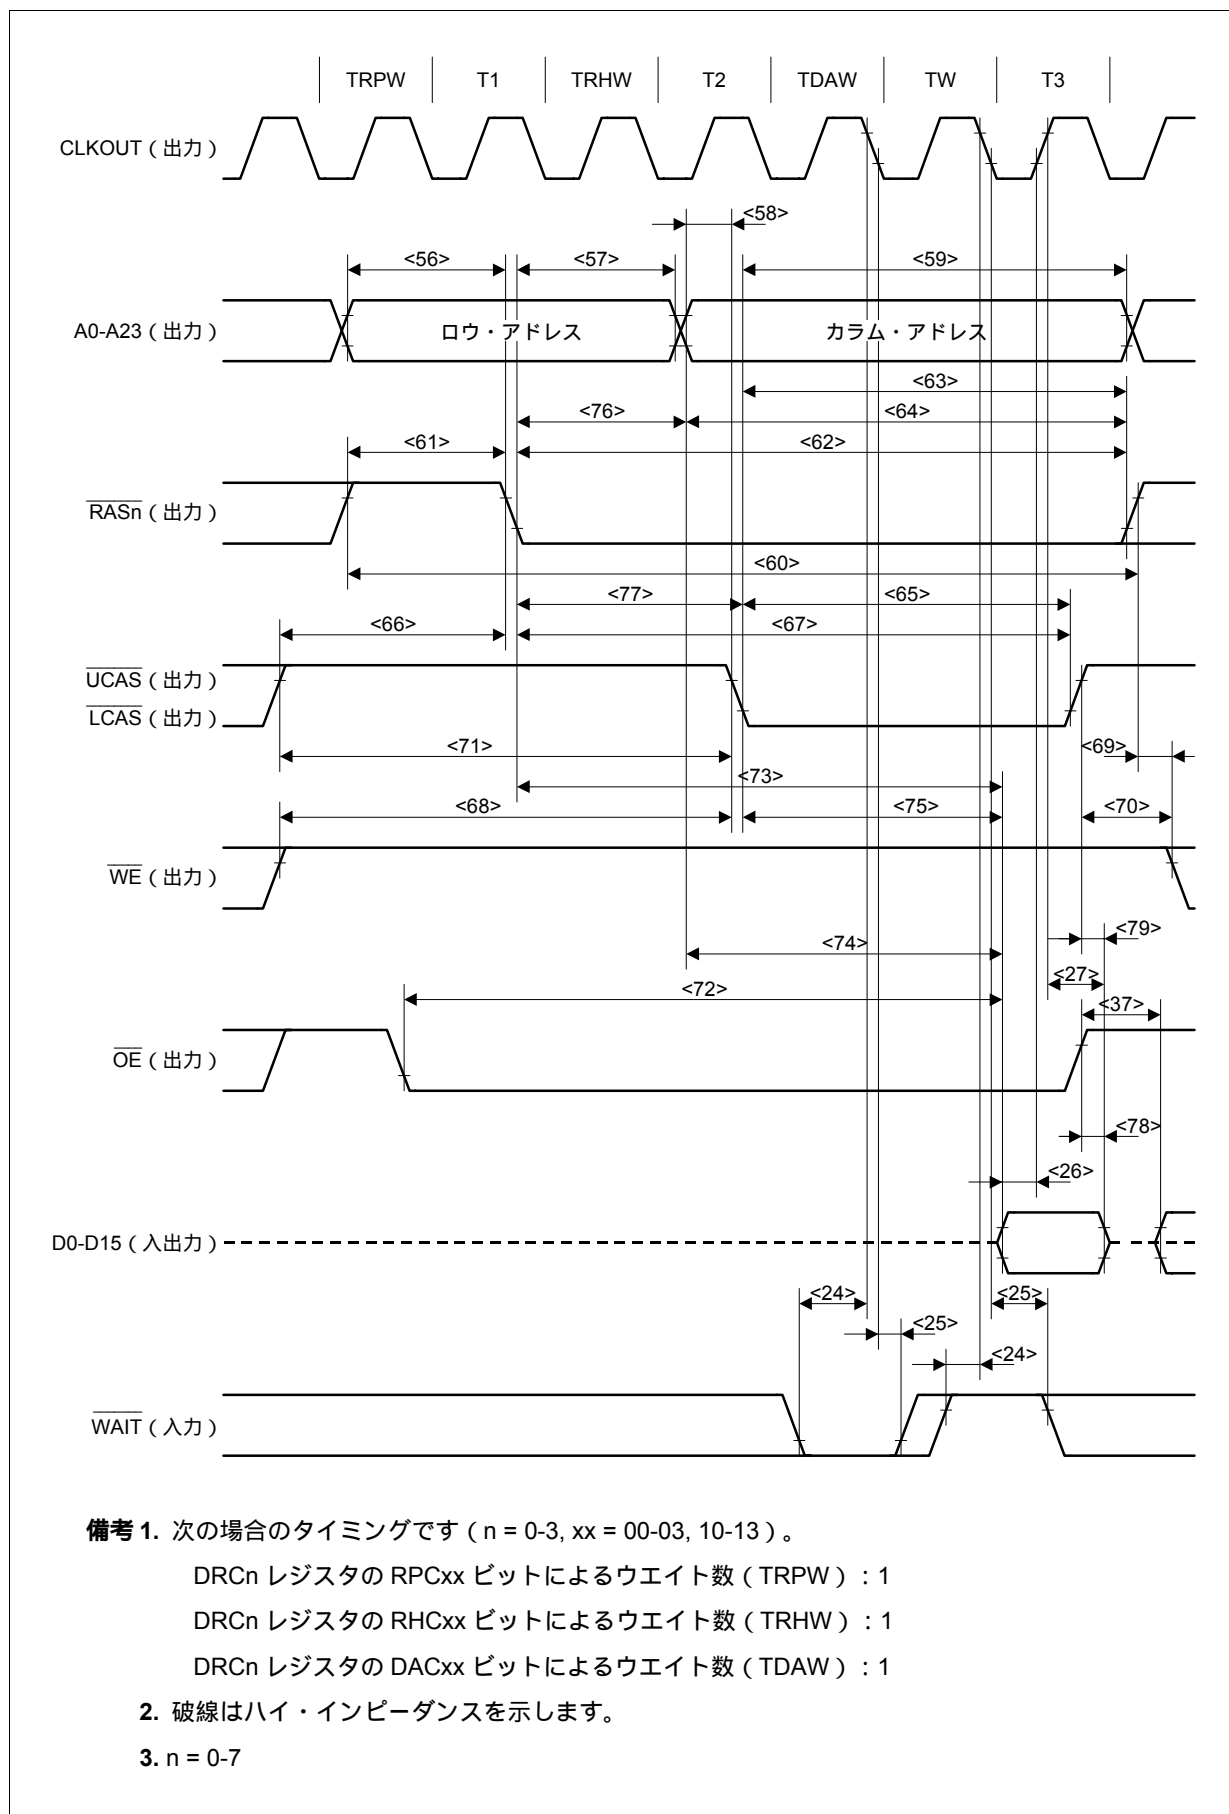 TRPW T1 TRHW T2 TDAW TW T3
CLKOUT（出力）
<58>
<56> <57> <59>
A0-A23（出力） ロウ・アドレス カラム・アドレス
<63>
<76> <64>
<61> <62>
RASn（出力）
<60>
<77> <65>
<66> <67>
UCAS（出力）
LCAS（出力）
<71> <69>
<73>
<68> <75> <70>
WE（出力）
<79>
<74>
<27>
<72>
<37>
OE（出力）
<78>
<26>
D0-D15（入出力）
<24> <25>
<25>
<24>
WAIT（入力）
備考 1. 次の場合のタイミングです（n = 0-3, xx = 00-03, 10-13）。
DRCn レジスタの RPCxx ビットによるウエイト数（TRPW）：1
DRCn レジスタの RHCxx ビットによるウエイト数（TRHW）：1
DRCn レジスタの DACxx ビットによるウエイト数（TDAW）：1
2. 破線はハイ・インピーダンスを示します。
3. n = 0-7